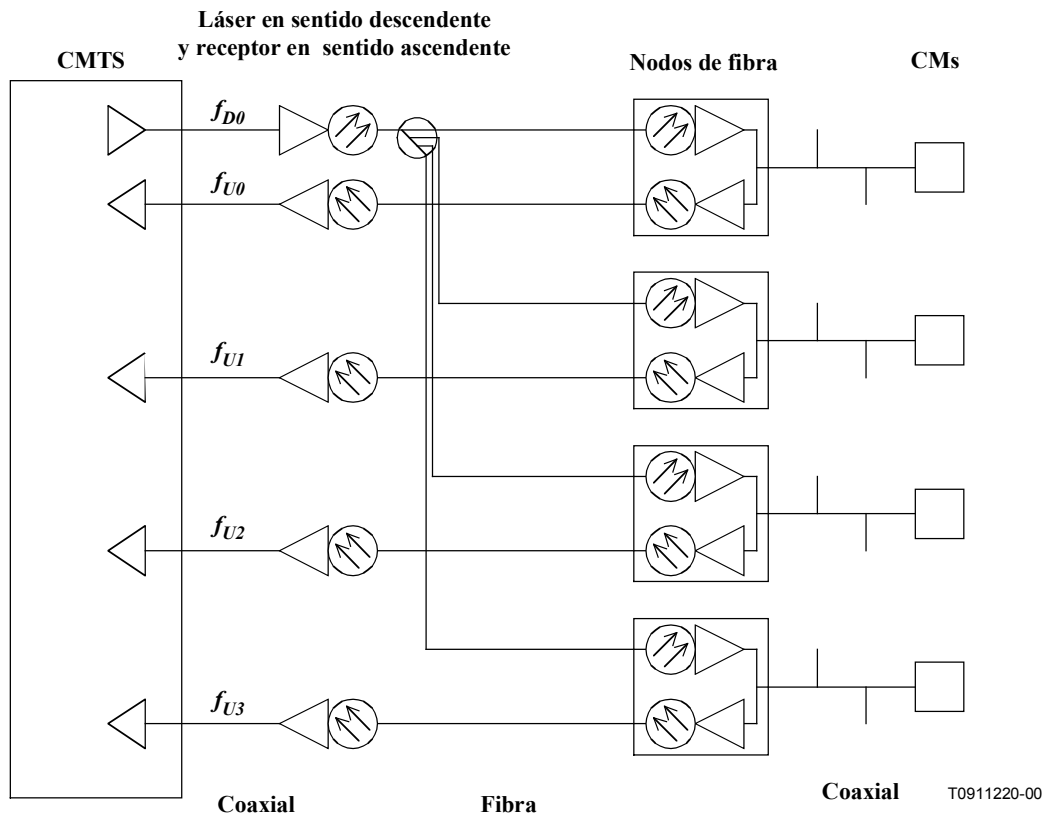 Láser en sentido descendente
y receptor en sentido ascendente
CMTS
Nodos de fibra
CMs
f_D0
f_U0
f_U1
f_U2
f_U3
Coaxial
Fibra
Coaxial
T0911220-00